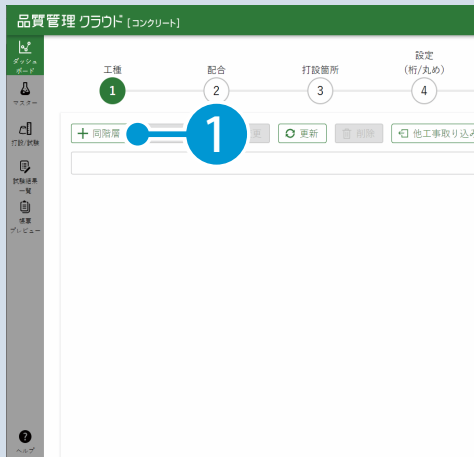 品質管理 クラウド [コンクリート]
ダッシュ
ボード
マスター
打設/試験
試験結果
一覧
帳票
プレビュー
ヘルプ
工種
配合
打設箇所
設定
(桁/丸め)
1
2
3
4
＋ 同階層
1
更
更新
削除
他工事取り込み